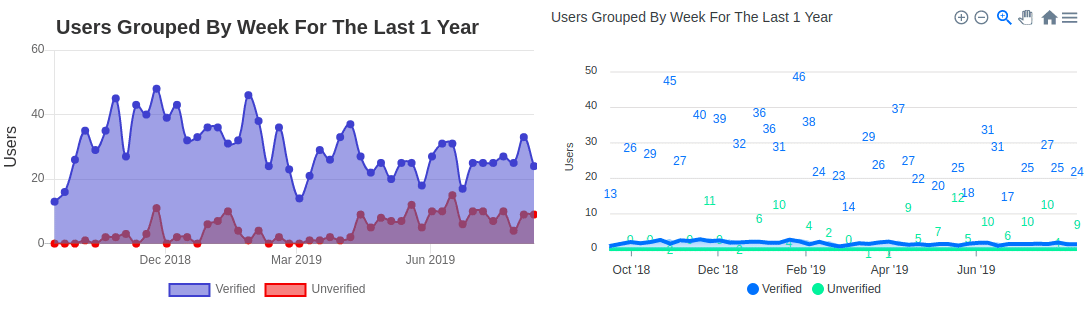 Users Grouped By Week For The Last 1 Year
60
40
20
0
Users
Dec 2018 Mar 2019 Jun 2019
Verified Unverified
Users Grouped By Week For The Last 1 Year
50
40
30
20
10
0
Users
13 26 29 45 27 40 39 32 36 34 31 46 38 24 23 14 29 26 37 27 22 20 25 18 31 31 17 25 27 25 24
0 0 2 11 6 10 4 2 0 1 1 9 5 7 12 5 10 6 10 10 9
Oct '18 Dec '18 Feb '19 Apr '19 Jun '19
Verified Unverified